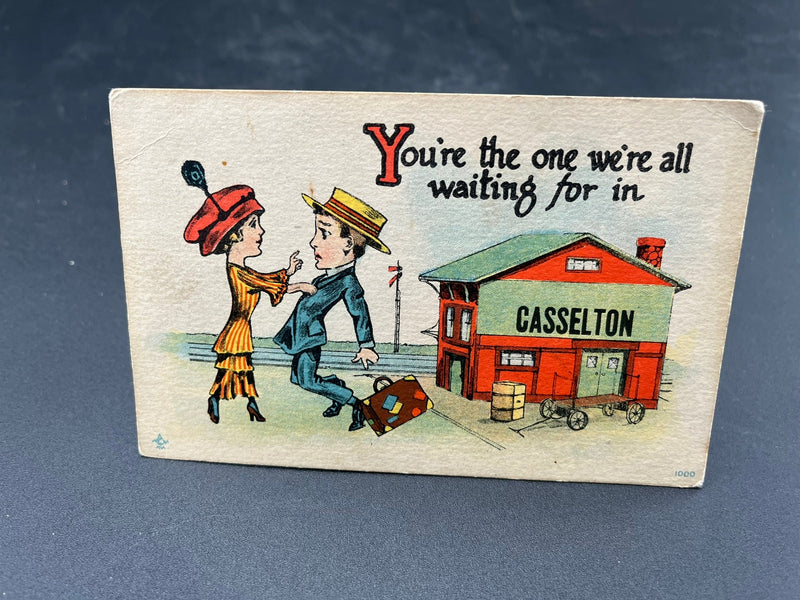 You're the one we're all
waiting for in
CASSELTON
1000